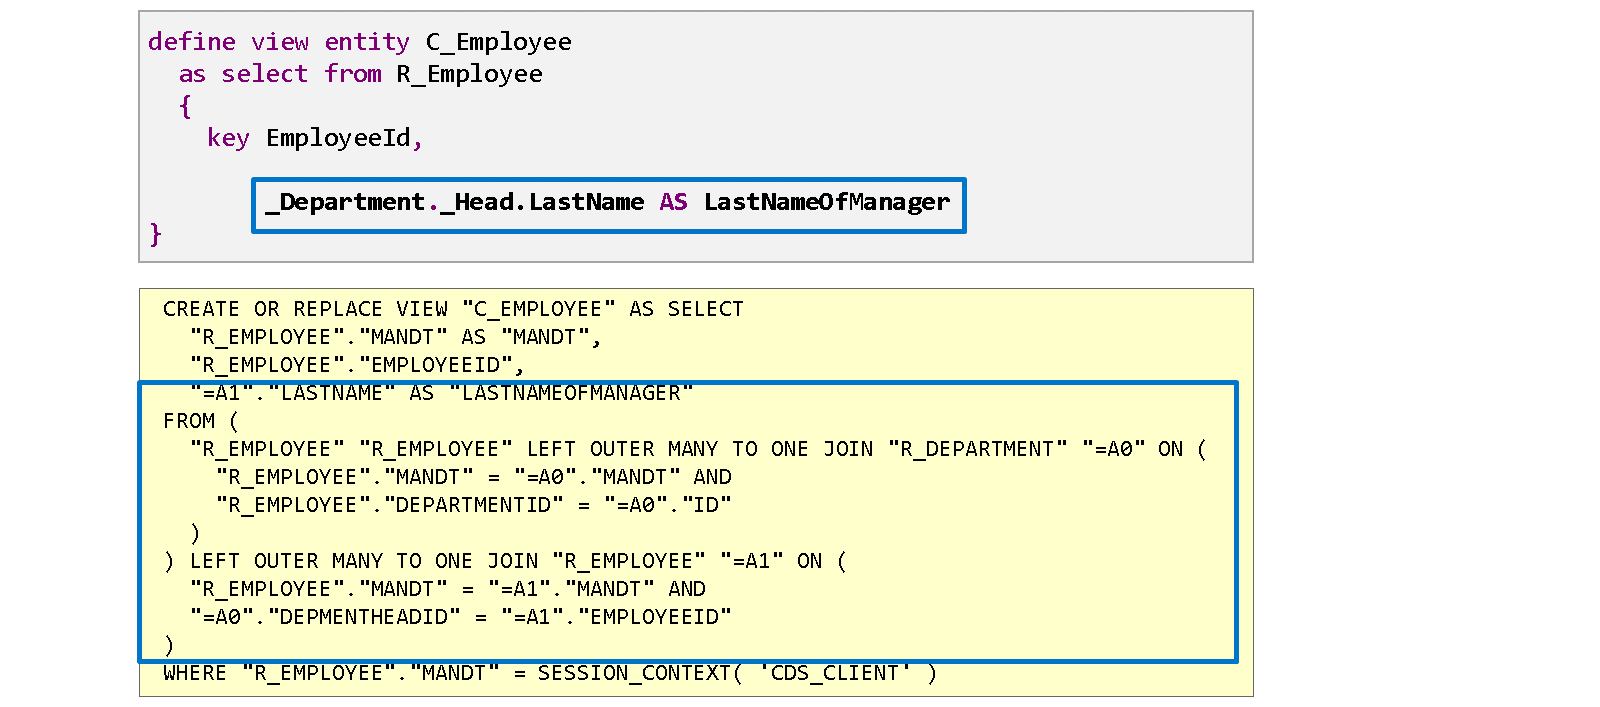 define view entity C_Employee
as select from R_Employee
{
key EmployeeId,
_Department._Head.LastName AS LastNameOfManager
}
CREATE OR REPLACE VIEW "C_EMPLOYEE" AS SELECT
"R_EMPLOYEE"."MANDT" AS "MANDT",
"R_EMPLOYEE"."EMPLOYEEID",
"=A1"."LASTNAME" AS "LASTNAMEOFMANAGER"
FROM (
"R_EMPLOYEE" "R_EMPLOYEE" LEFT OUTER MANY TO ONE JOIN "R_DEPARTMENT" "=A0" ON (
"R_EMPLOYEE"."MANDT" = "=A0"."MANDT" AND
"R_EMPLOYEE"."DEPARTMENTID" = "=A0"."ID"
)
) LEFT OUTER MANY TO ONE JOIN "R_EMPLOYEE" "=A1" ON (
"R_EMPLOYEE"."MANDT" = "=A1"."MANDT" AND
"=A0"."DEPMENTHEADID" = "=A1"."EMPLOYEEID"
)
WHERE "R_EMPLOYEE"."MANDT" = SESSION_CONTEXT( 'CDS_CLIENT' )